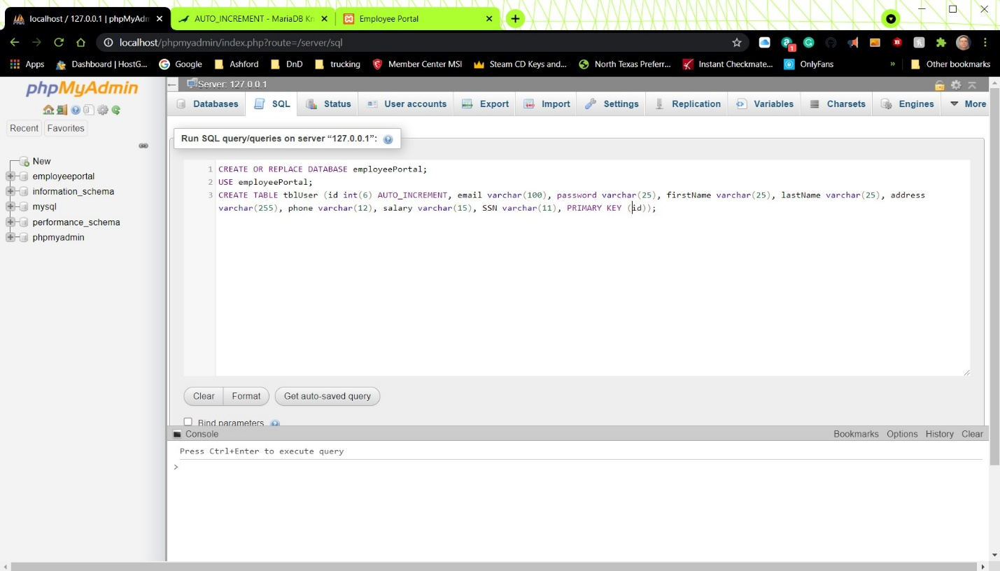 localhost / 127.0.0.1 | phpMyAdm
AUTO_INCREMENT - MariaDB Kn
Employee Portal
localhost/phpmyadmin/index.php?route=/server/sql
1
Apps
Dashboard | HostG...
Google
Ashford
DnD
trucking
Member Center MSI
Steam CD Keys and...
North Texas Preferr...
Instant Checkmate...
OnlyFans
»
Other bookmarks
phpMyAdmin
Server: 127.0.0.1
Databases
SQL
Status
User accounts
Export
Import
Settings
Replication
Variables
Charsets
Engines
More
Recent
Favorites
New
employeeportal
information_schema
mysql
performance_schema
phpmyadmin
Run SQL query/queries on server “127.0.0.1”:
1 CREATE OR REPLACE DATABASE employeePortal;
2 USE employeePortal;
3 CREATE TABLE tblUser (id int(6) AUTO_INCREMENT, email varchar(100), password varchar(25), firstName varchar(25), lastName varchar(25), address
varchar(255), phone varchar(12), salary varchar(15), SSN varchar(11), PRIMARY KEY (id));
Clear
Format
Get auto-saved query
Bind parameters
Console
Bookmarks
Options
History
Clear
Press Ctrl+Enter to execute query
>